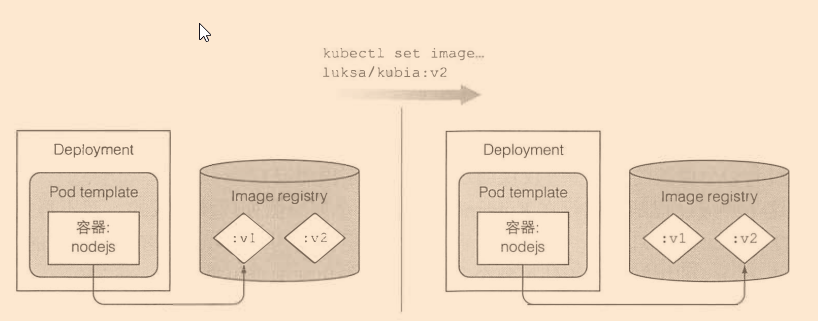 kubectl set image…
luksa/kubia:v2
Deployment
Pod template
容器:
nodejs
Image registry
:v1
:v2
Deployment
Pod template
容器:
nodejs
Image registry
:v1
:v2